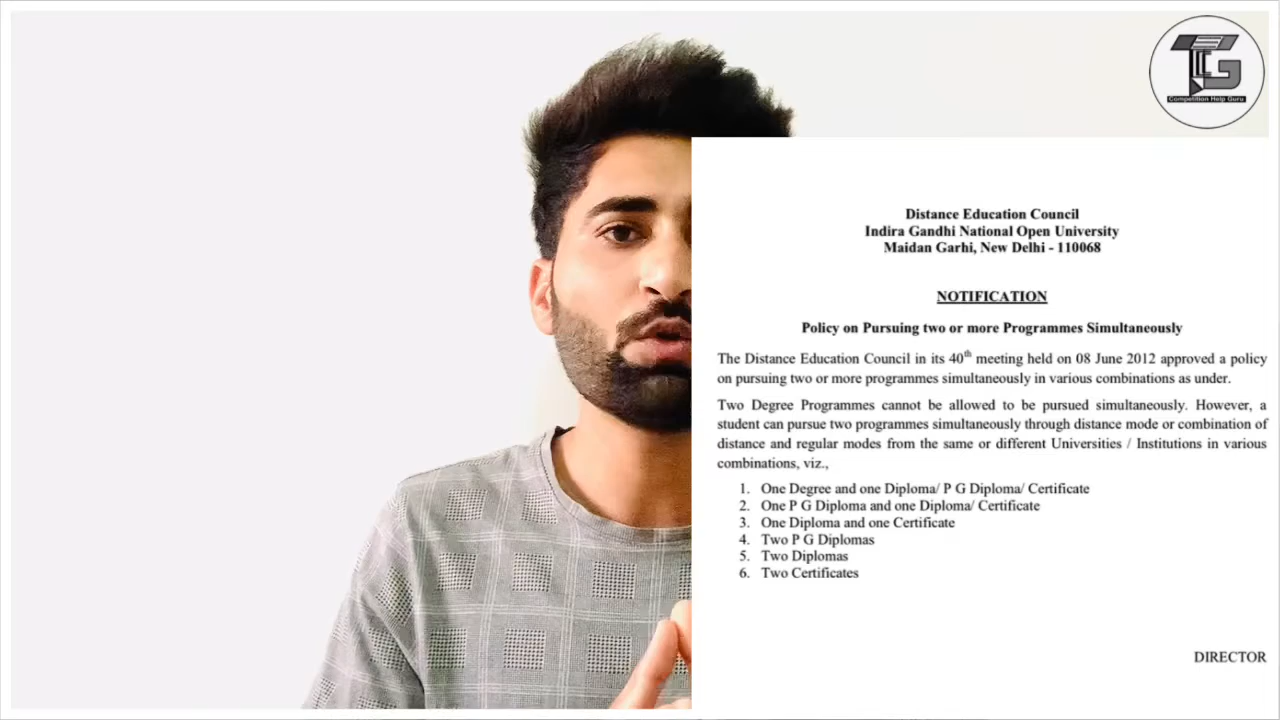 Competition Help Guru
Distance Education Council
Indira Gandhi National Open University
Maidan Garhi, New Delhi - 110068
NOTIFICATION
Policy on Pursuing two or more Programmes Simultaneously
The Distance Education Council in its 40th meeting held on 08 June 2012 approved a policy
on pursuing two or more programmes simultaneously in various combinations as under.
Two Degree Programmes cannot be allowed to be pursued simultaneously. However, a
student can pursue two programmes simultaneously through distance mode or combination of
distance and regular modes from the same or different Universities / Institutions in various
combinations, viz.,
1. One Degree and one Diploma/ P G Diploma/ Certificate
2. One P G Diploma and one Diploma/ Certificate
3. One Diploma and one Certificate
4. Two P G Diplomas
5. Two Diplomas
6. Two Certificates
DIRECTOR